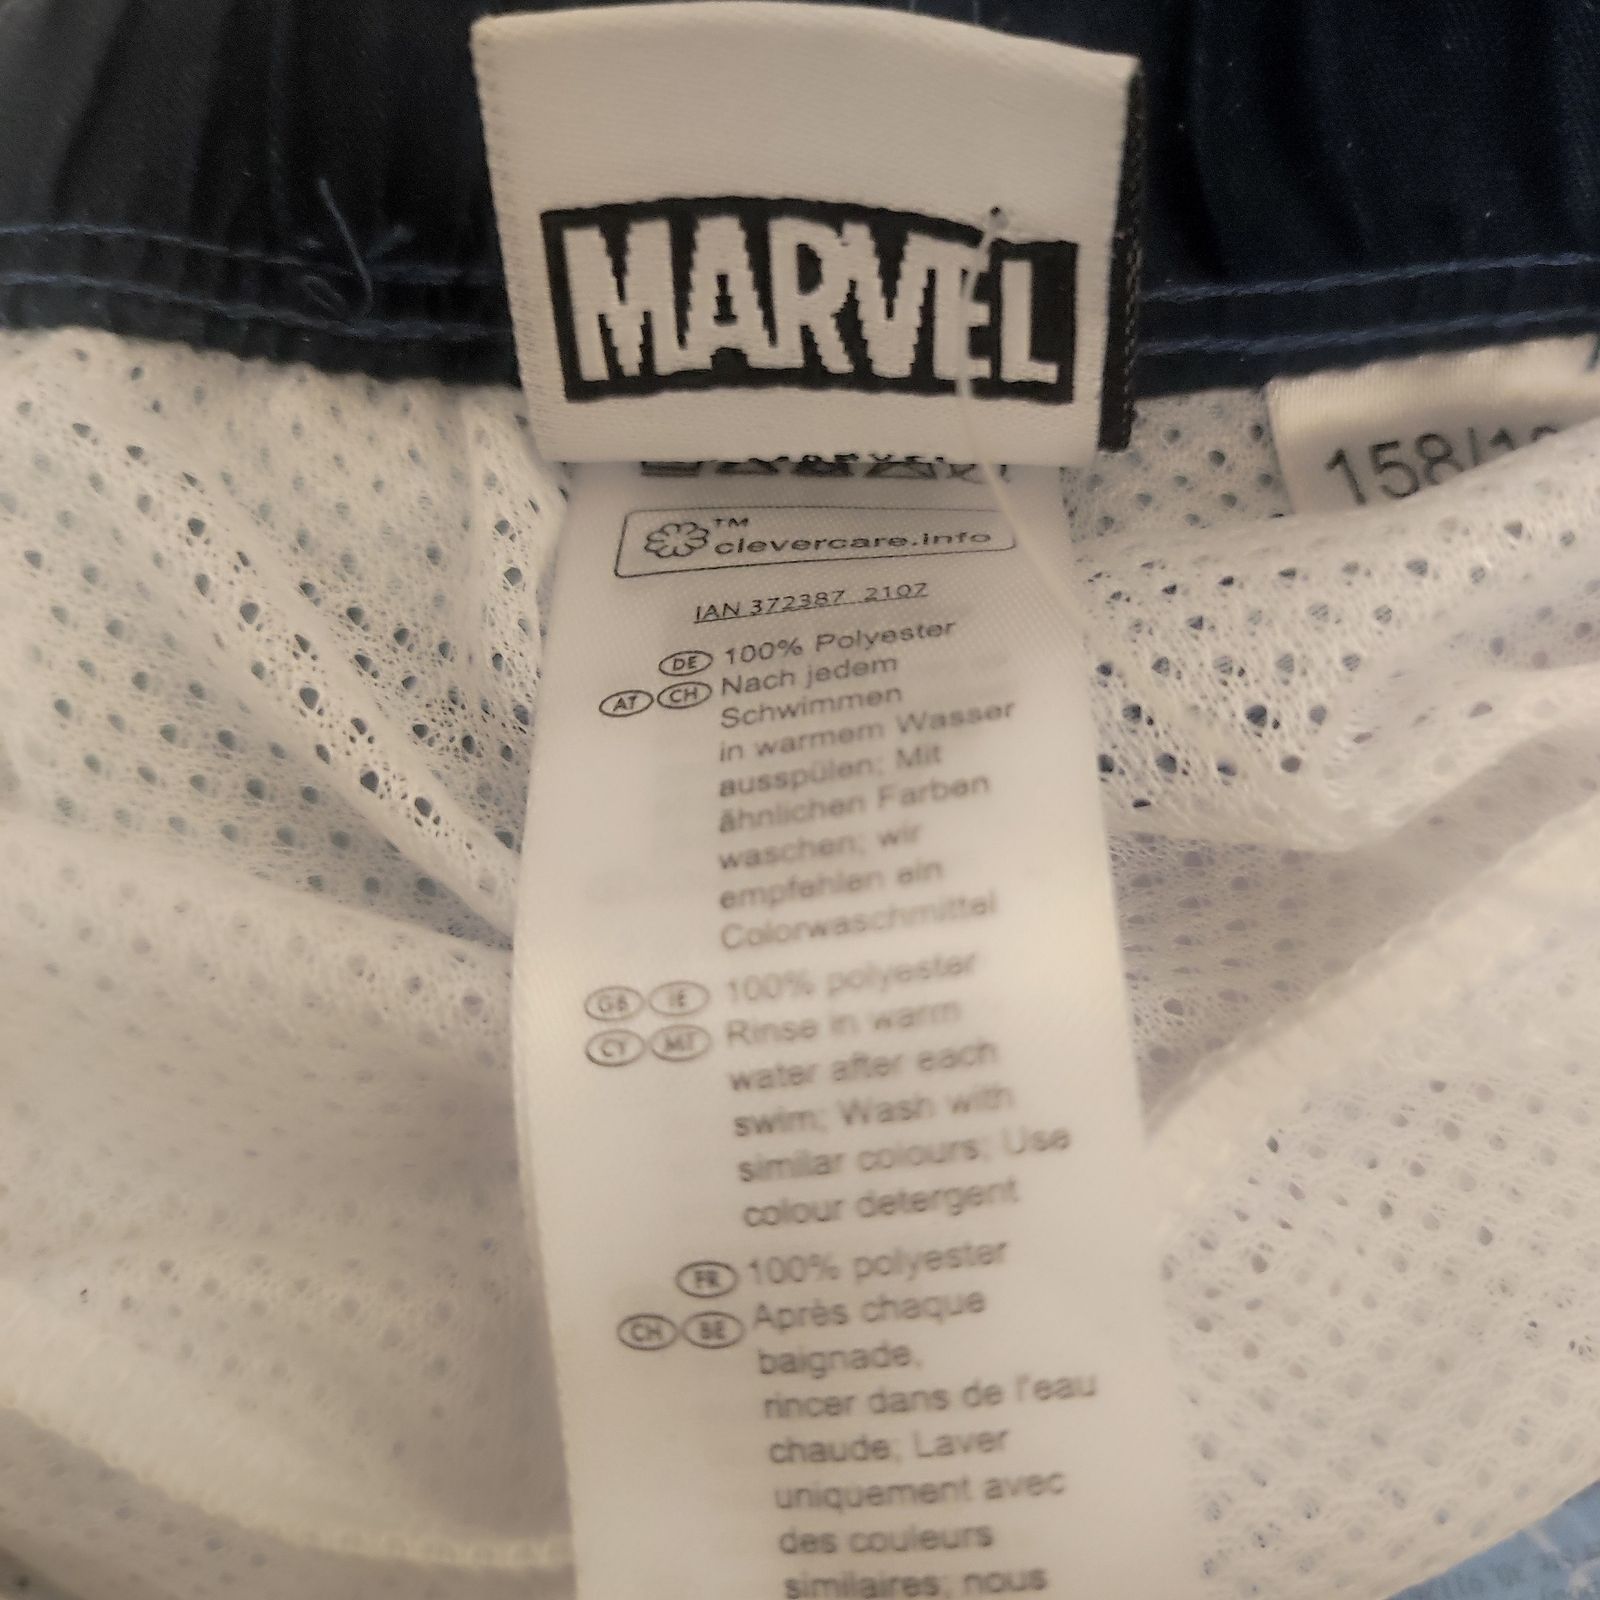 MARVEL
158/1
™
clevercare.info
IAN 372387 2107
DE 100% Polyester
AT CH Nach jedem
Schwimmen
in warmem Wasser
ausspülen; Mit
ähnlichen Farben
waschen; wir
empfehlen ein
Colorwaschmittel
GB IE 100% polyester
CY MT Rinse in warm
water after each
swim; Wash with
similar colours; Use
colour detergent
FR 100% polyester
CH BE Après chaque
baignade,
rincer dans de l'eau
chaude; Laver
uniquement avec
des couleurs
similaires; nous